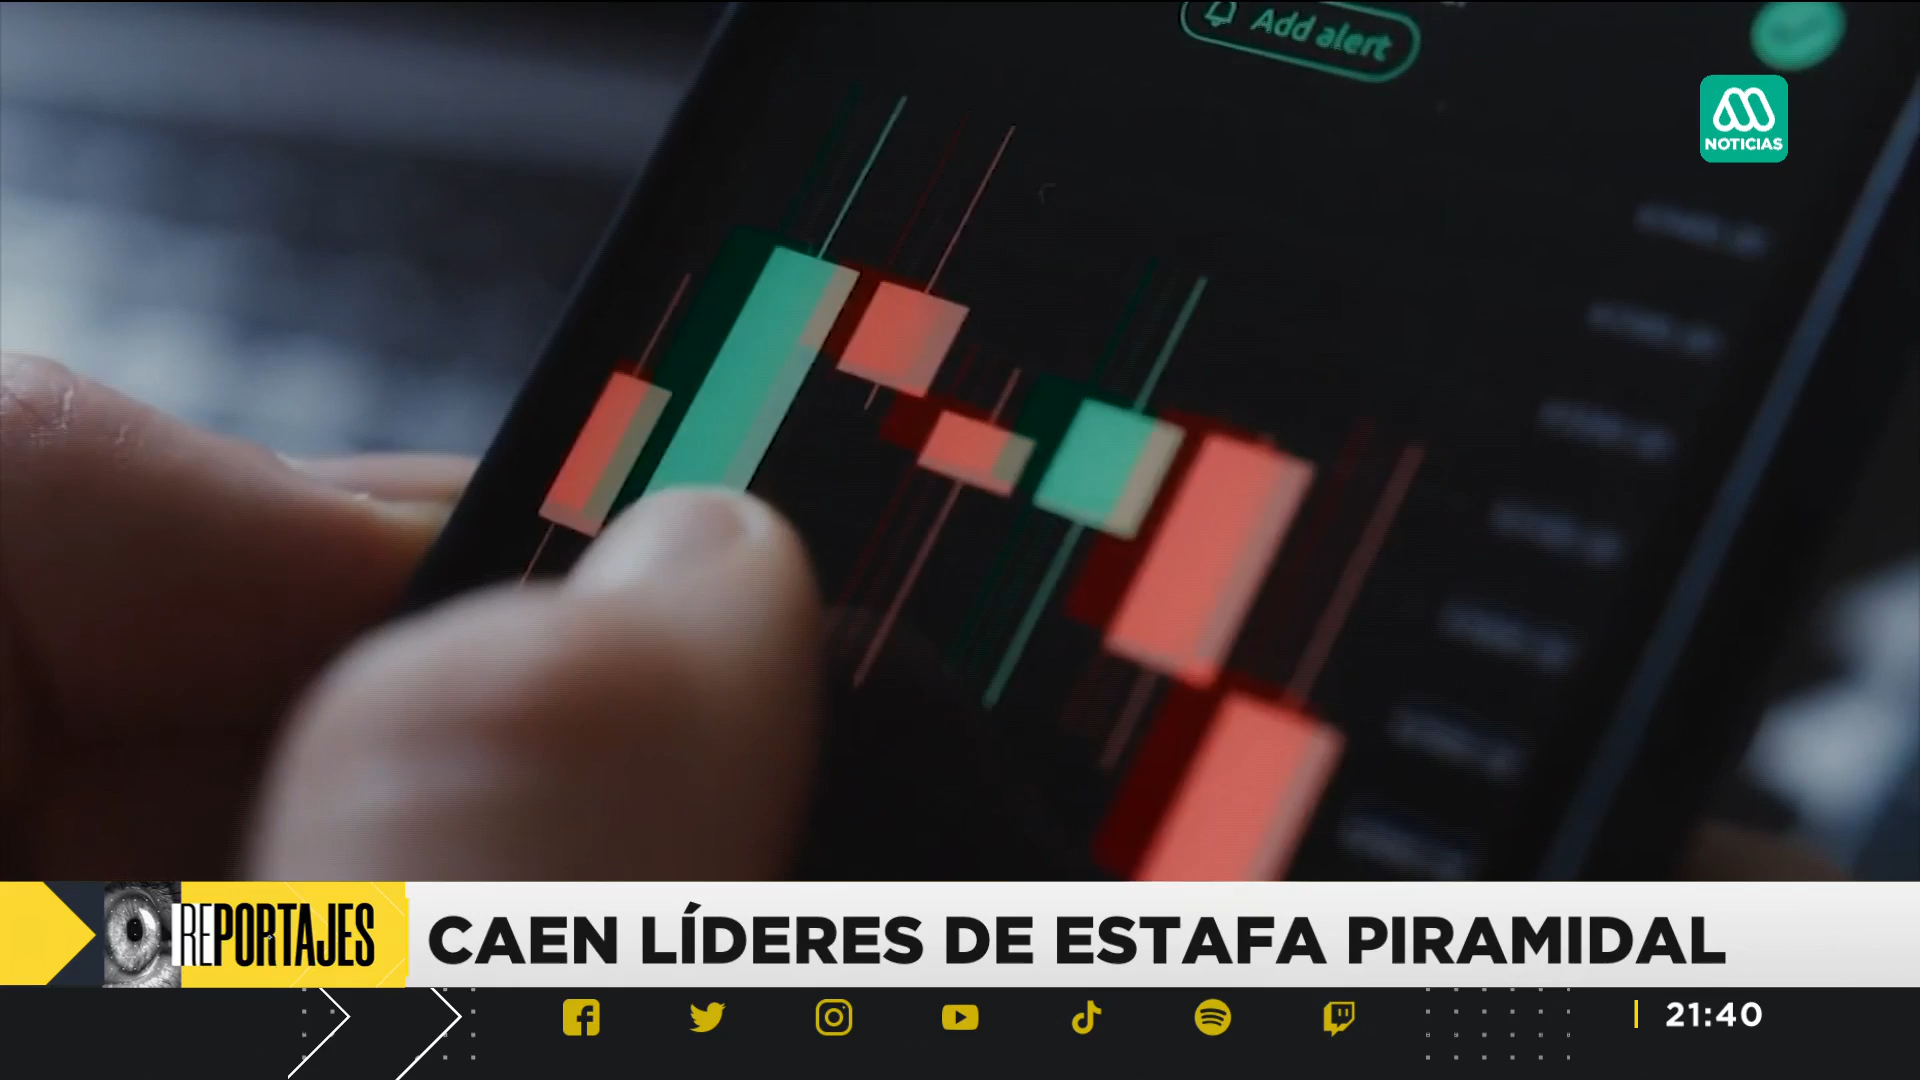 Add alert
NOTICIAS
REPORTAJES
CAEN LÍDERES DE ESTAFA PIRAMIDAL
21:40